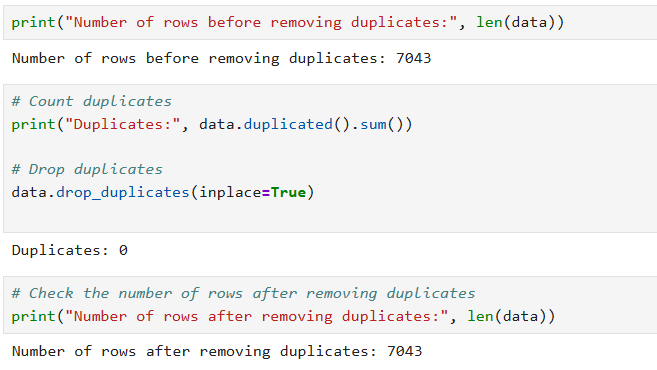 print("Number of rows before removing duplicates:", len(data))
Number of rows before removing duplicates: 7043
# Count duplicates
print("Duplicates:", data.duplicated().sum())
# Drop duplicates
data.drop_duplicates(inplace=True)
Duplicates: 0
# Check the number of rows after removing duplicates
print("Number of rows after removing duplicates:", len(data))
Number of rows after removing duplicates: 7043